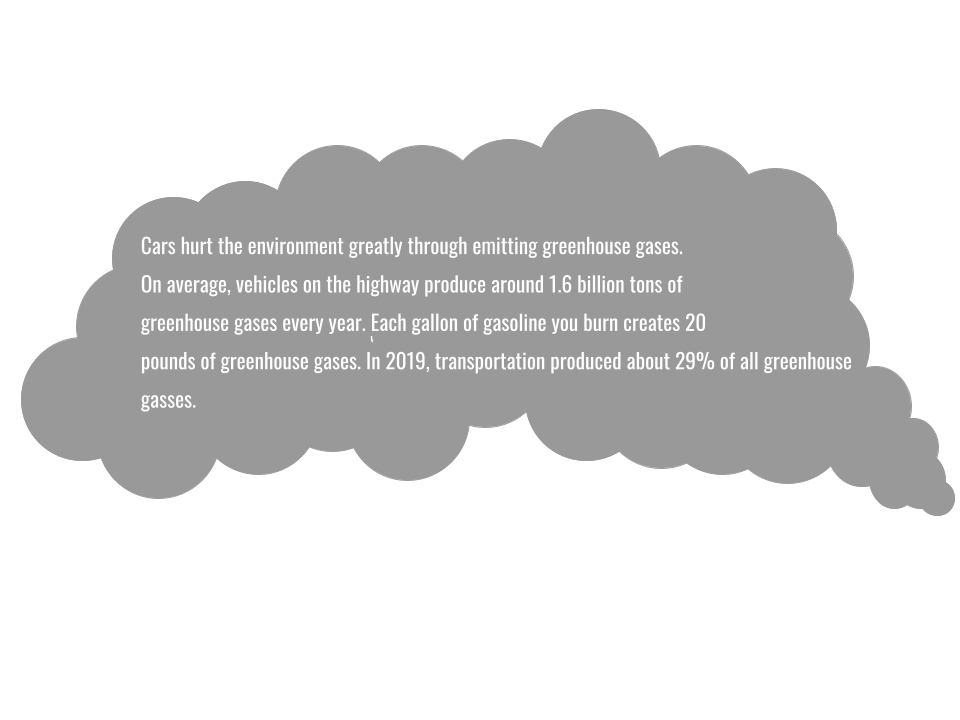 Cars hurt the environment greatly through emitting greenhouse gases.
On average, vehicles on the highway produce around 1.6 billion tons of
greenhouse gases every year. Each gallon of gasoline you burn creates 20
pounds of greenhouse gases. In 2019, transportation produced about 29% of all greenhouse
gasses.